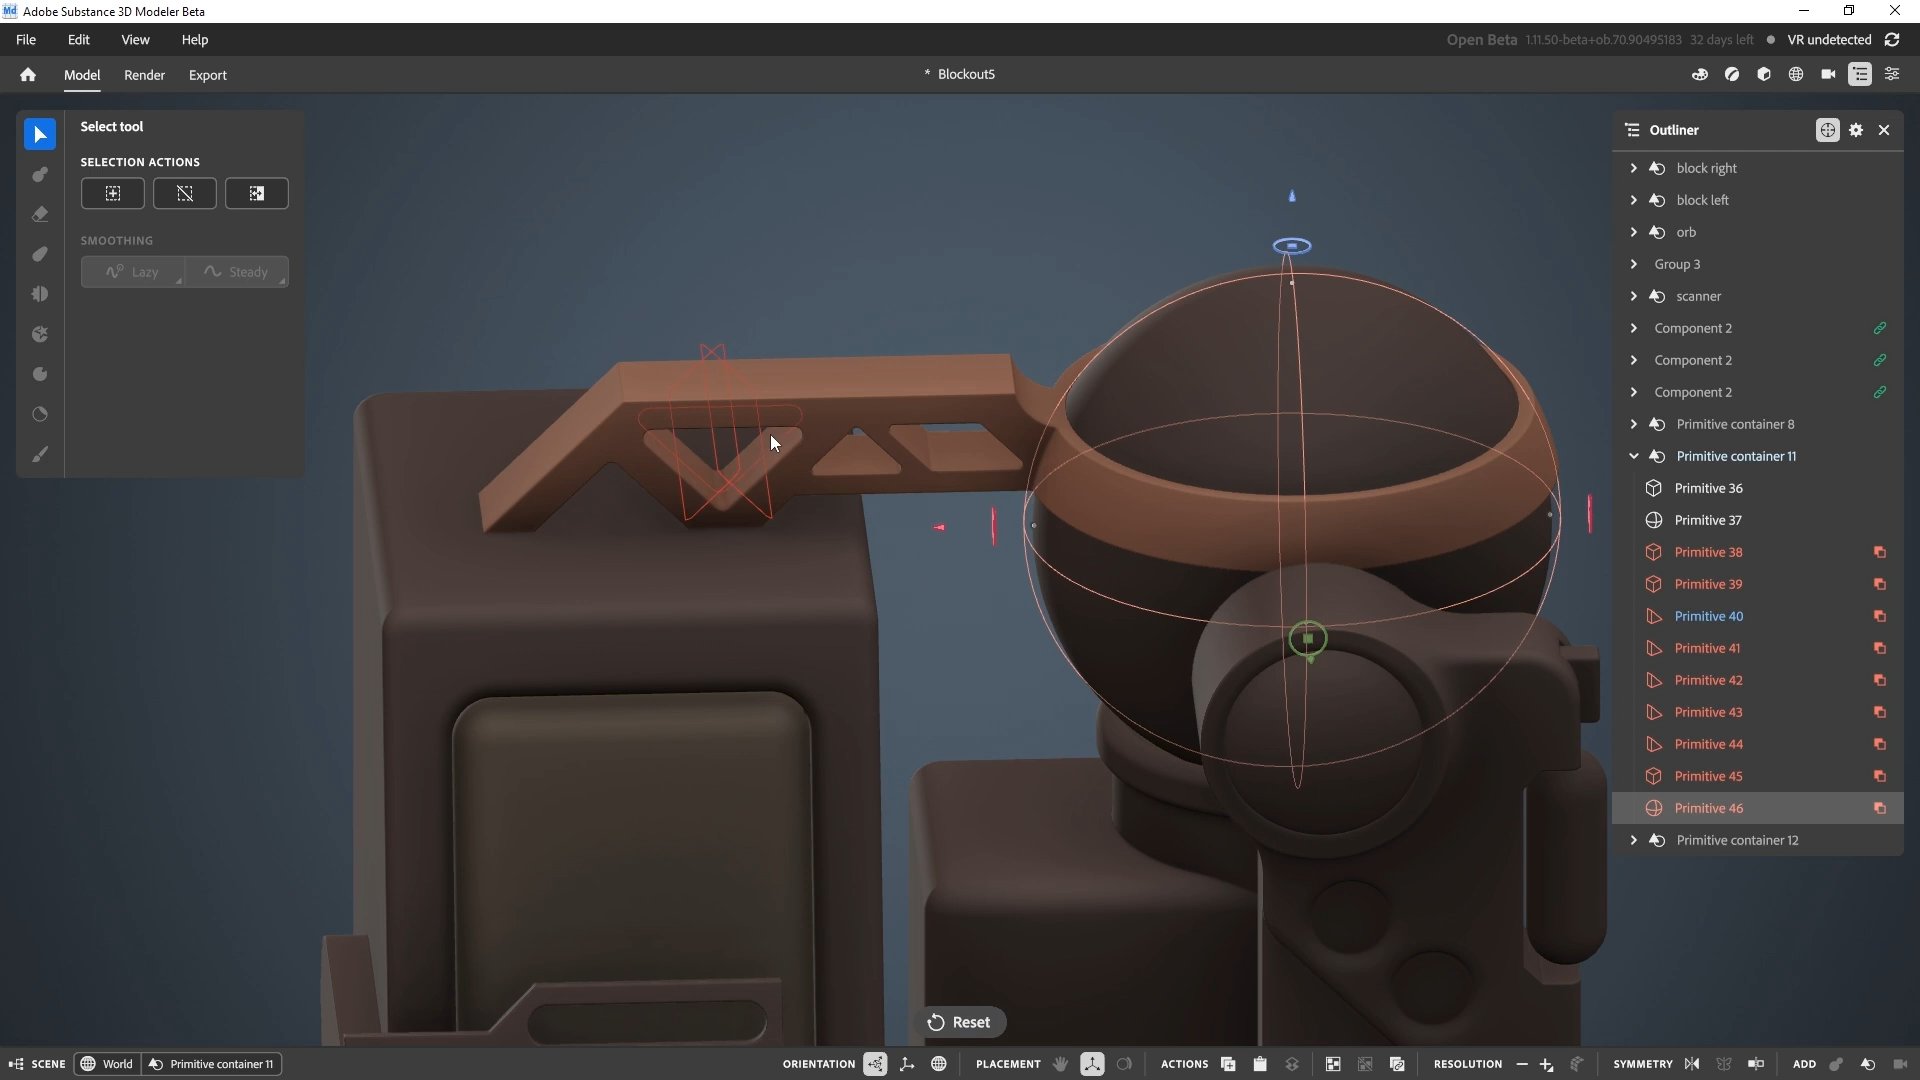 Md Adobe Substance 3D Modeler Beta
File Edit View Help
Open Beta 1.11.50-beta+ob.70.90495183 32 days left VR undetected
Model Render Export
* Blockout5
Select tool
SELECTION ACTIONS
SMOOTHING
Lazy Steady
Outliner
block right
block left
orb
Group 3
scanner
Component 2
Component 2
Component 2
Primitive container 8
Primitive container 11
Primitive 36
Primitive 37
Primitive 38
Primitive 39
Primitive 40
Primitive 41
Primitive 42
Primitive 43
Primitive 44
Primitive 45
Primitive 46
Primitive container 12
Reset
SCENE World Primitive container 11 ORIENTATION PLACEMENT ACTIONS RESOLUTION SYMMETRY ADD